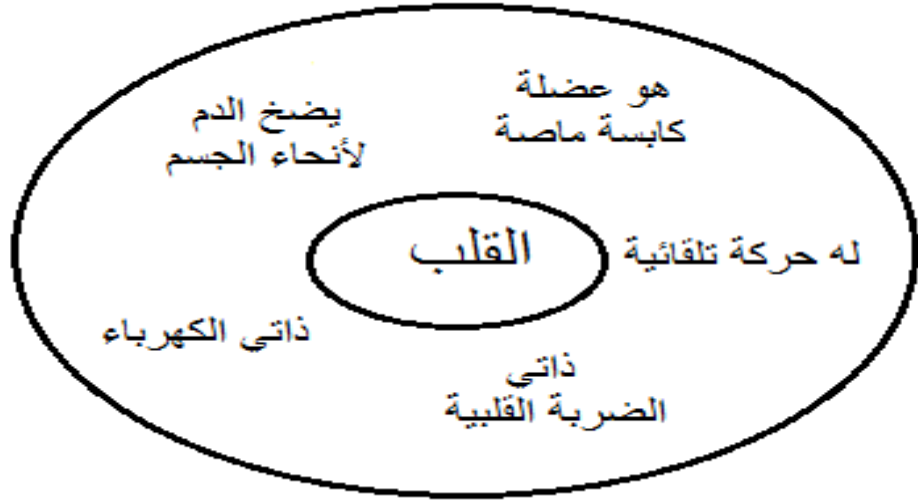 هو عضلة
كابسة ماصة
يضخ الدم
لأنحاء الجسم
القلب
له حركة تلقائية
ذاتي الكهرباء
ذاتي
الضربة القلبية